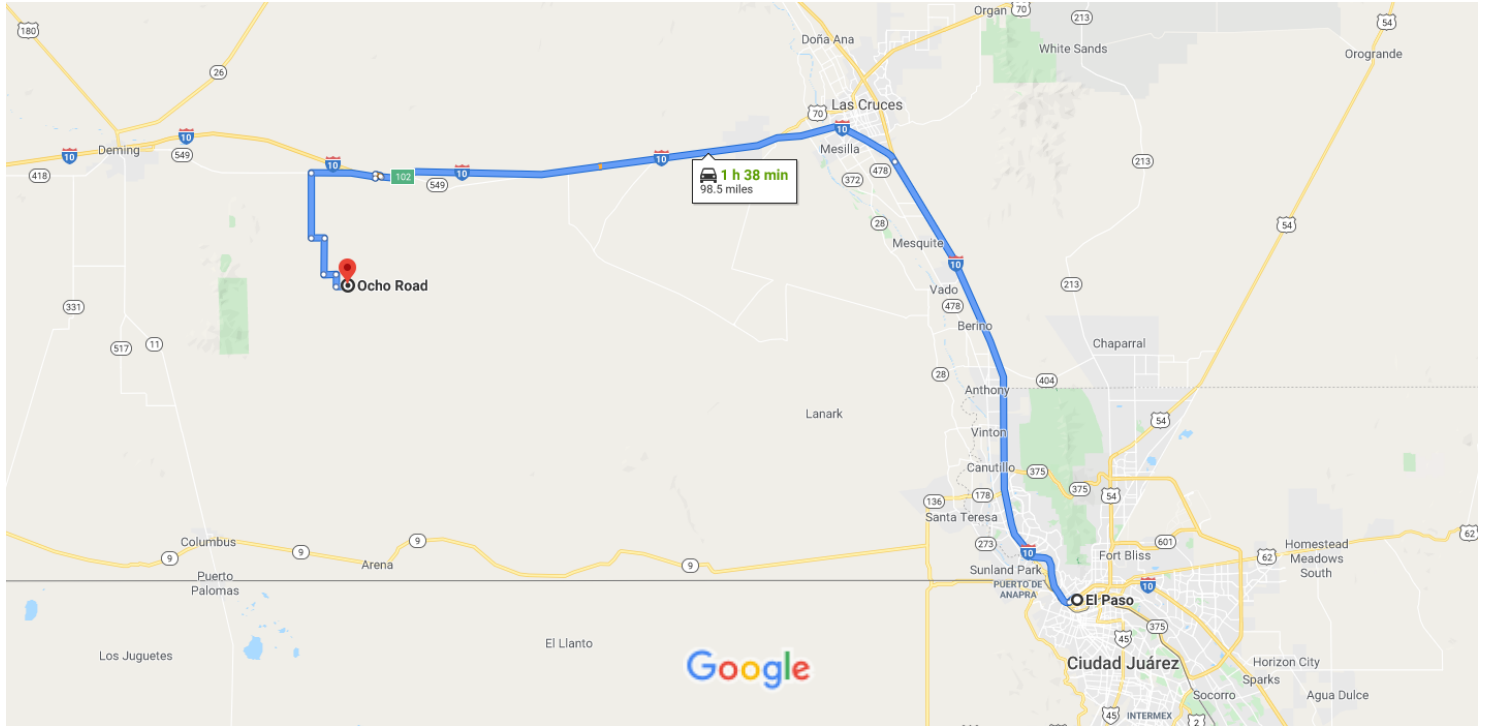 180
26
10
Deming
549
418
10
10
102
549
10
10
Organ
70
213
White Sands
54
Orogrande
Doña Ana
Las Cruces
70
10
Mesilla
478
372
1 h 38 min
98.5 miles
213
28
Mesquite
10
54
Vado
478
213
Berino
Ocho Road
331
517
11
Chaparral
28
404
Anthony
Lanark
Vinton
54
Canutillo
375
375
54
136
178
Santa Teresa
273
10
Sunland Park
PUERTO DE
ANAPRA
Fort Bliss
601
62
62
Homestead
Meadows
South
10
El Paso
375
Columbus
9
9
9
9
Arena
Puerto
Palomas
Los Juguetes
El Llanto
Google
45
Ciudad Juárez
Horizon City
Sparks
Socorro
Agua Dulce
45
INTERMEX
2